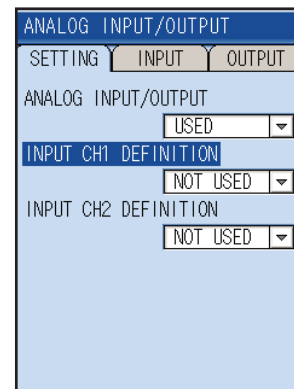 ANALOG INPUT/OUTPUT
SETTING INPUT OUTPUT
ANALOG INPUT/OUTPUT
USED
INPUT CH1 DEFINITION
NOT USED
INPUT CH2 DEFINITION
NOT USED